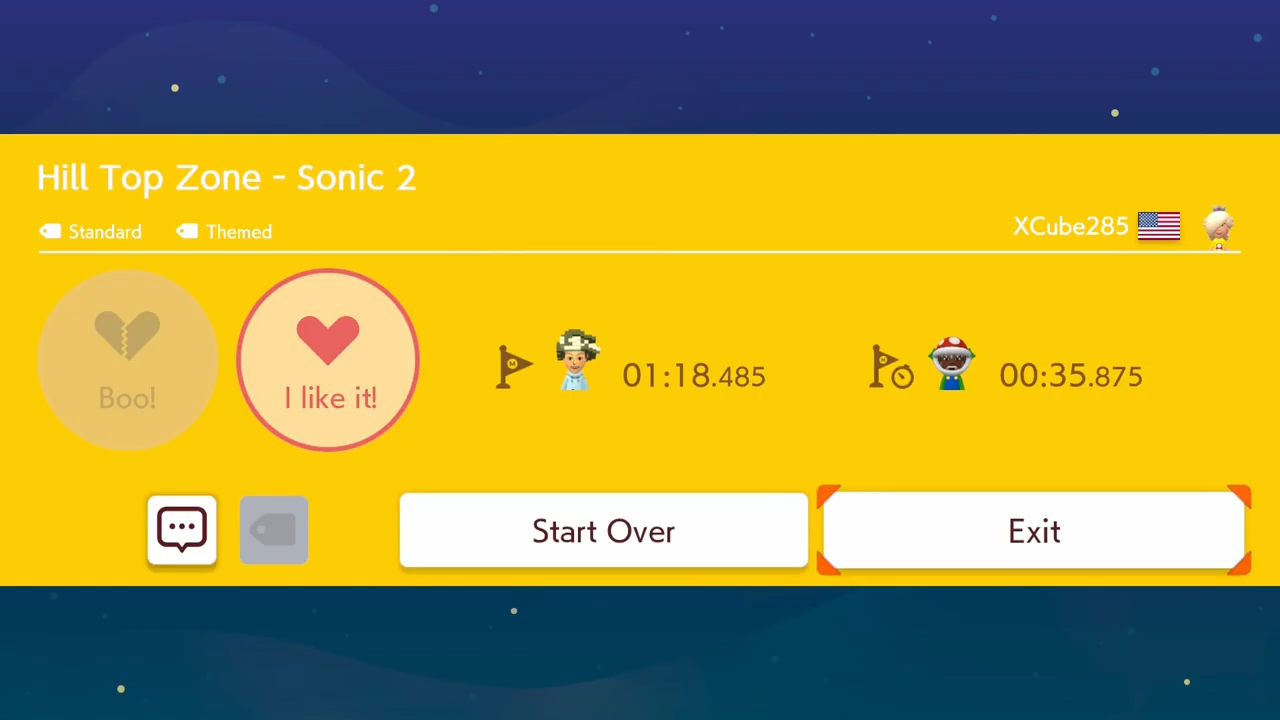 Hill Top Zone - Sonic 2
Standard Themed
XCube285
Boo!
I like it!
M 01:18.485
M 00:35.875
Start Over
Exit